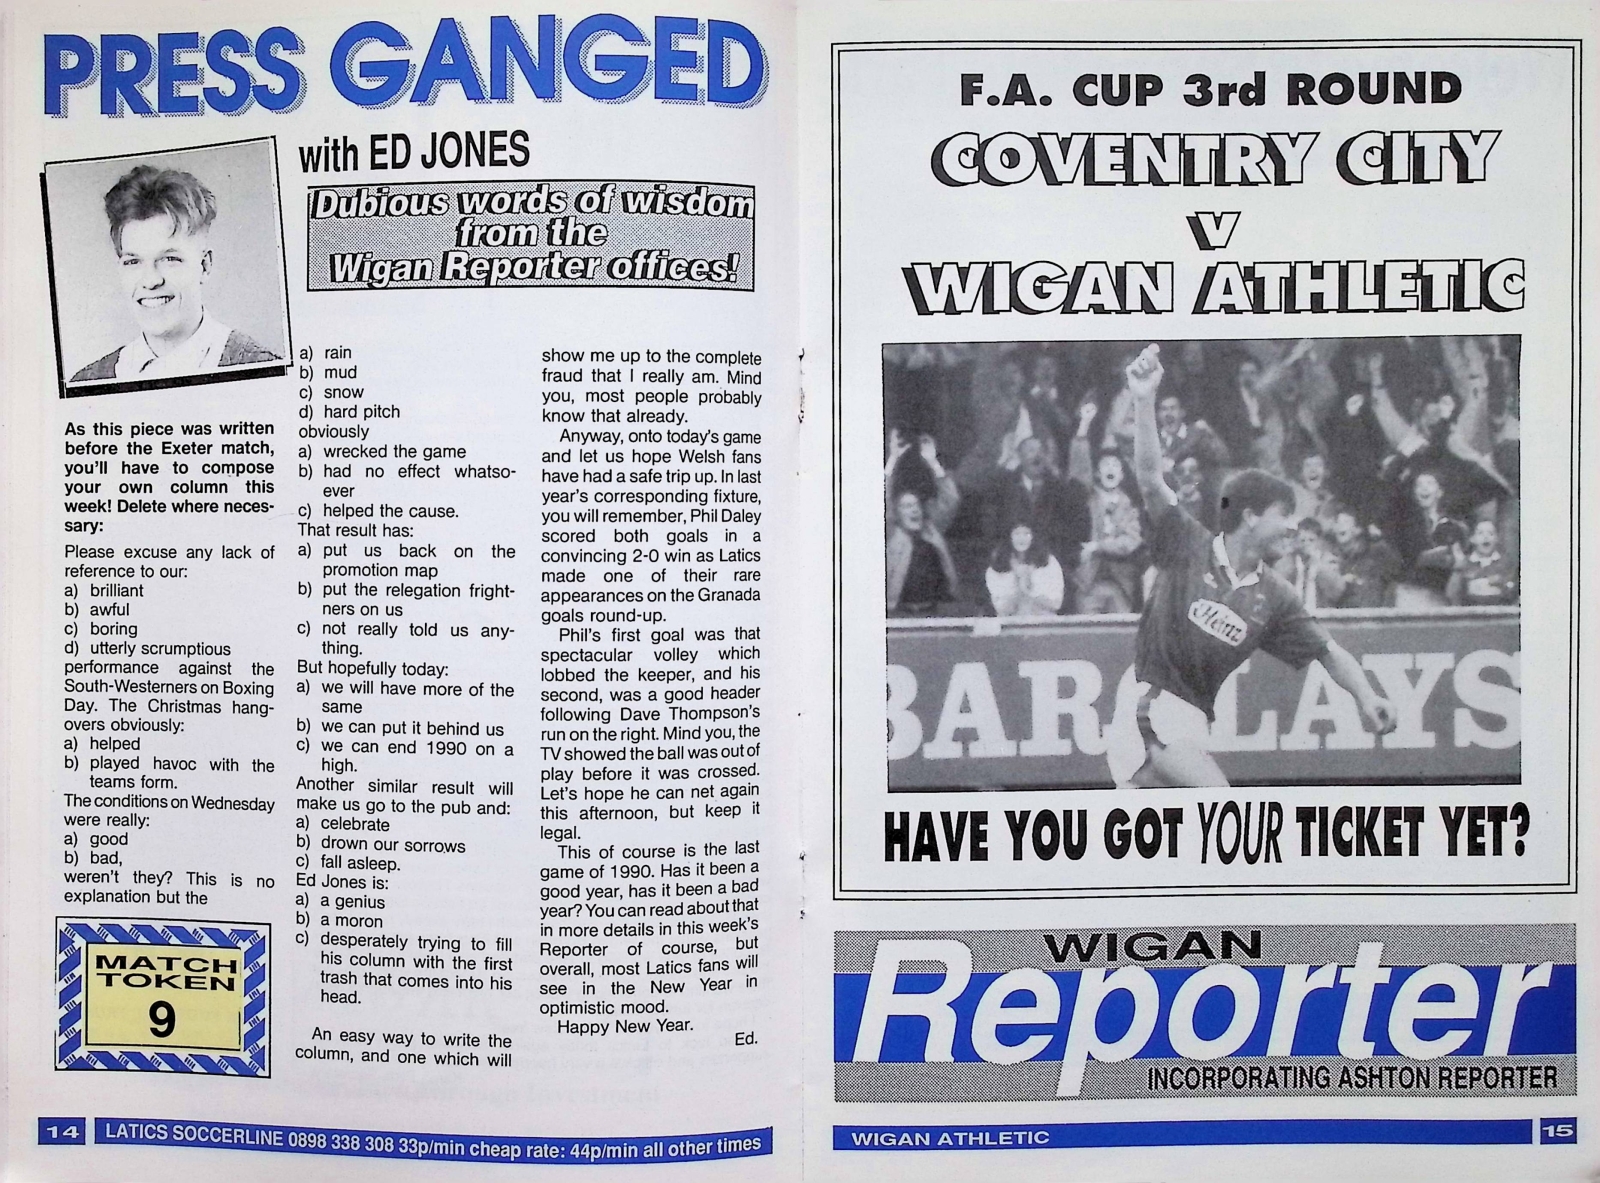 PRESS GANGED
with ED JONES
Dubious words of wisdom
from the
Wigan Reporter offices!
As this piece was written
before the Exeter match,
you'll have to compose
your own column this
week! Delete where neces-
sary:
Please excuse any lack of
reference to our:
a) brilliant
b) awful
c) boring
d) utterly scrumptious
performance against the
South-Westerners on Boxing
Day. The Christmas hang-
overs obviously:
a) helped
b) played havoc with the
teams form.
The conditions on Wednesday
were really:
a) good
b) bad,
weren't they? This is no
explanation but the
MATCH
TOKEN
9
a) rain
b) mud
c) snow
d) hard pitch
obviously
a) wrecked the game
b) had no effect whatso-
ever
c) helped the cause.
That result has:
a) put us back on the
promotion map
b) put the relegation fright-
ners on us
c) not really told us any-
thing.
But hopefully today:
a) we will have more of the
same
b) we can put it behind us
c) we can end 1990 on a
high.
Another similar result will
make us go to the pub and:
a) celebrate
b) drown our sorrows
c) fall asleep.
Ed Jones is:
a) a genius
b) a moron
c) desperately trying to fill
his column with the first
trash that comes into his
head.
An easy way to write the
column, and one which will
show me up to the complete
fraud that I really am. Mind
you, most people probably
know that already.
Anyway, onto today's game
and let us hope Welsh fans
have had a safe trip up. In last
year's corresponding fixture,
you will remember, Phil Daley
scored both goals in a
convincing 2-0 win as Latics
made one of their rare
appearances on the Granada
goals round-up.
Phil's first goal was that
spectacular volley which
lobbed the keeper, and his
second, was a good header
following Dave Thompson's
run on the right. Mind you, the
TV showed the ball was out of
play before it was crossed.
Let's hope he can net again
this afternoon, but keep it
legal.
This of course is the last
game of 1990. Has it been a
good year, has it been a bad
year? You can read about that
in more details in this week's
Reporter of course, but
overall, most Latics fans will
see in the New Year in
optimistic mood.
Happy New Year.
Ed.
14 LATICS SOCCERLINE 0898 338 308 33p/min cheap rate: 44p/min all other times
F.A. CUP 3rd ROUND
COVENTRY CITY
V
WIGAN ATHLETIC
Heinz
BARCLAYS
HAVE YOU GOT YOUR TICKET YET?
WIGAN
Reporter
INCORPORATING ASHTON REPORTER
WIGAN ATHLETIC 15